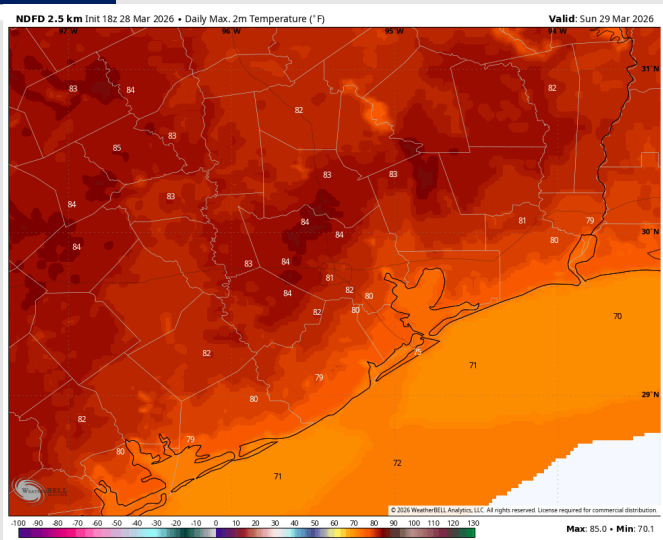 NDFD 2.5 km Init 18z 28 Mar 2026 • Daily Max. 2m Temperature (°F)
Valid: Sun 29 Mar 2026
97°W 96°W 95°W 94°W
31°N
83 84 82
82
83
85
83 83
83
84
84 81 79
30°N
84 80
84
83 84
81
84 82 80
82 80
70
82 75 71
79
29°N
80
82
79
80
72
71
WEATHERBELL
© 2026 WeatherBELL Analytics, LLC. All rights reserved. License required for commercial distribution.
-100 -90 -80 -70 -60 -50 -40 -30 -20 -10 0 10 20 30 40 50 60 70 80 90 100 110 120 130
Max: 85.0 • Min: 70.1